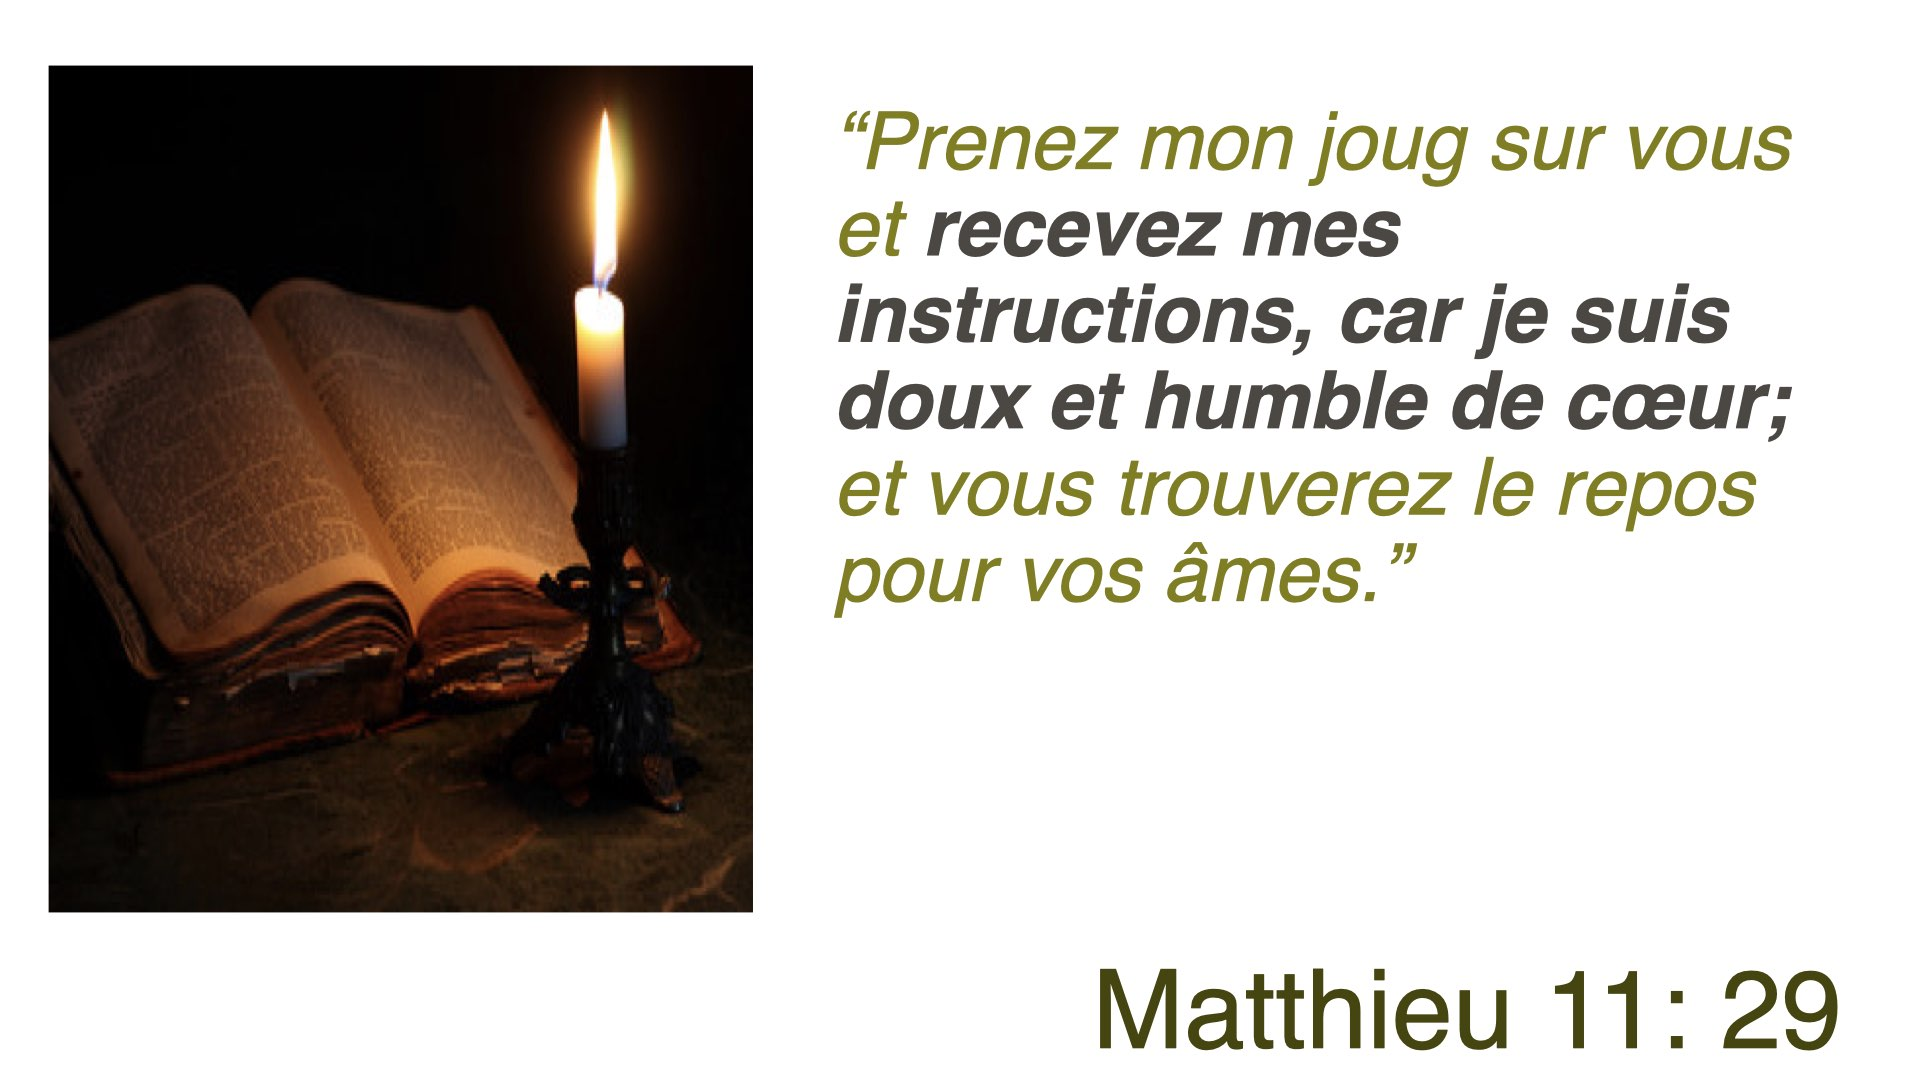 “Prenez mon joug sur vous
et recevez mes
instructions, car je suis
doux et humble de cœur;
et vous trouverez le repos
pour vos âmes.”
Matthieu 11: 29